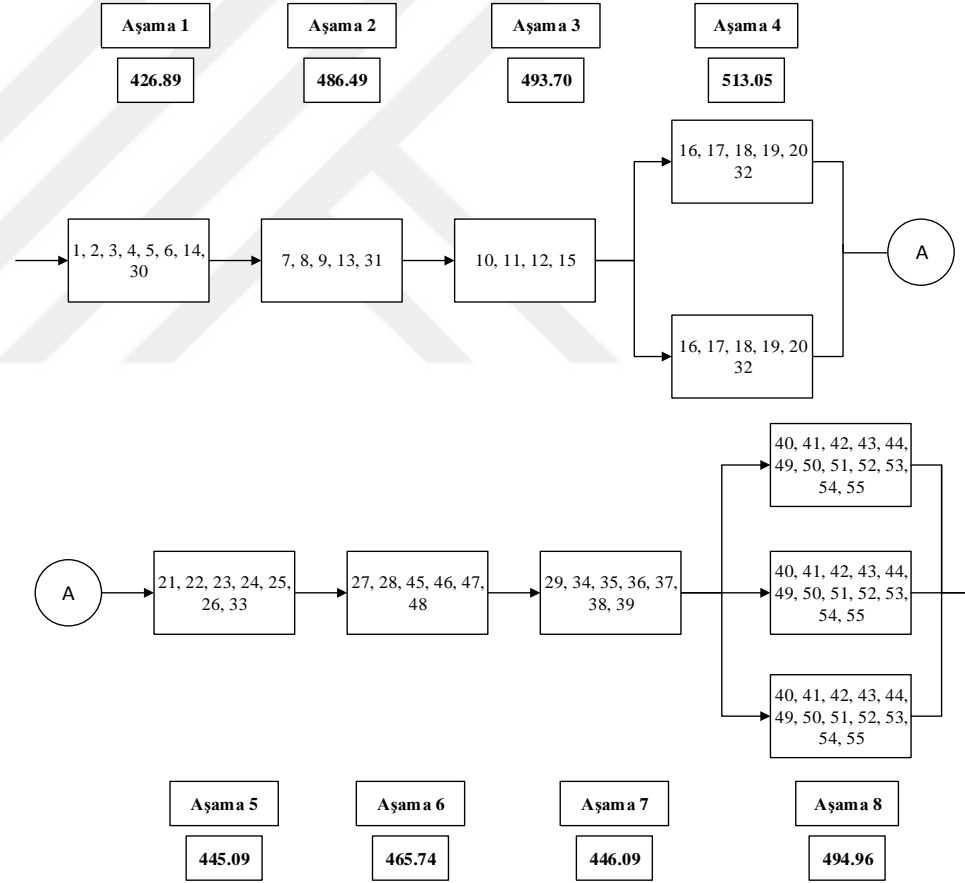 Aşama 1
Aşama 2
Aşama 3
Aşama 4
426.89
486.49
493.70
513.05
16, 17, 18, 19, 20
32
1, 2, 3, 4, 5, 6, 14,
30
7, 8, 9, 13, 31
10, 11, 12, 15
A
16, 17, 18, 19, 20
32
40, 41, 42, 43, 44,
49, 50, 51, 52, 53,
54, 55
A
21, 22, 23, 24, 25,
26, 33
27, 28, 45, 46, 47,
48
29, 34, 35, 36, 37,
38, 39
40, 41, 42, 43, 44,
49, 50, 51, 52, 53,
54, 55
40, 41, 42, 43, 44,
49, 50, 51, 52, 53,
54, 55
Aşama 5
Aşama 6
Aşama 7
Aşama 8
445.09
465.74
446.09
494.96